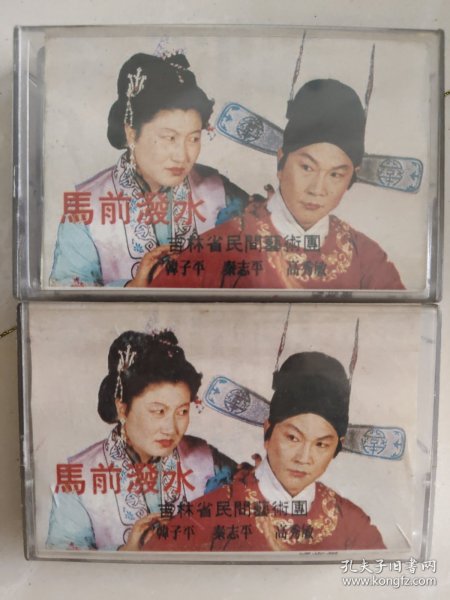 馬前潑水
吉林省民間藝術團
韓子平 秦志平 高秀敏
馬前潑水
吉林省民間藝術團
韓子平 秦志平 高秀敏
孔夫子旧书网
www.kongfz.com